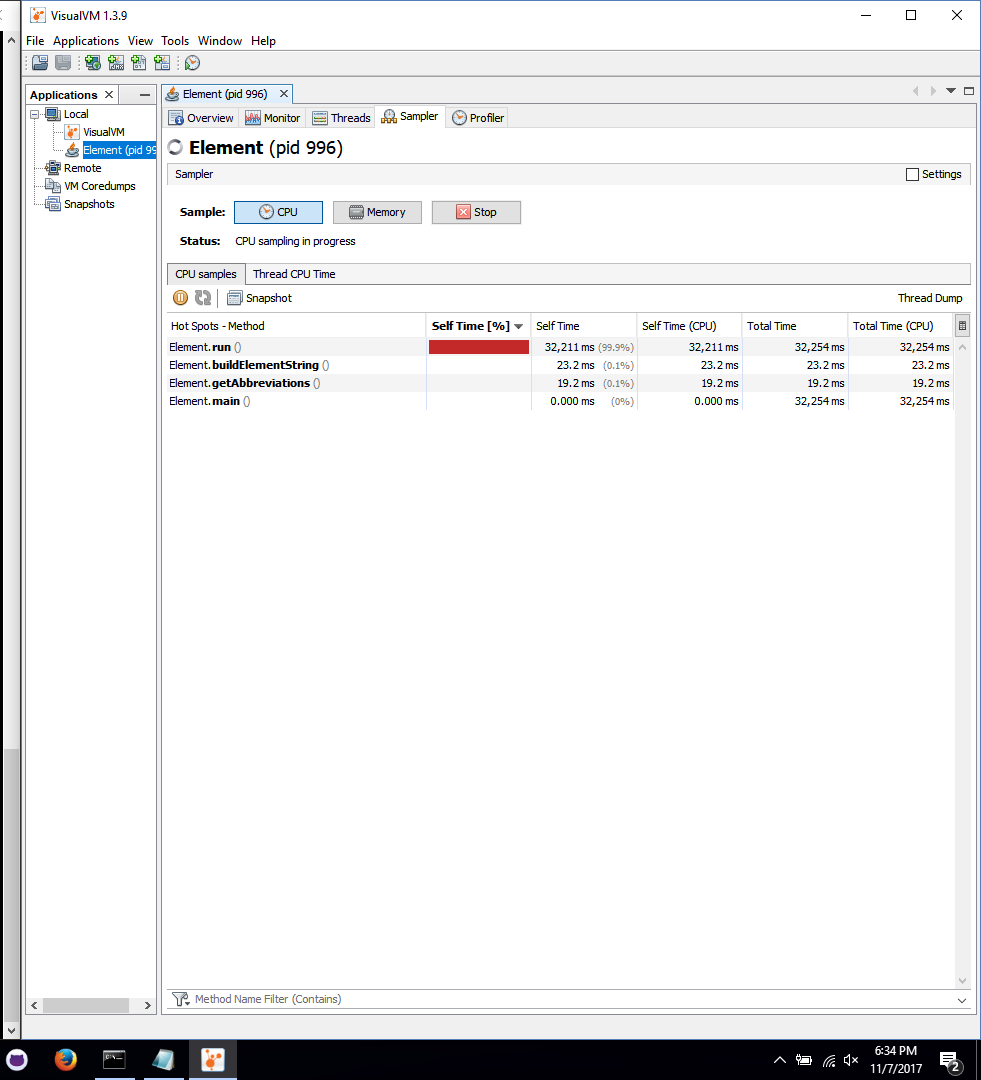 VisualVM 1.3.9
File Applications View Tools Window Help
Applications
Local
VisualVM
Element (pid 99
Remote
VM Coredumps
Snapshots
Element (pid 996)
Overview Monitor Threads Sampler Profiler
Element (pid 996)
Sampler Settings
Sample: CPU Memory Stop
Status: CPU sampling in progress
CPU samples Thread CPU Time
Snapshot Thread Dump
Hot Spots - Method Self Time [%] Self Time Self Time (CPU) Total Time Total Time (CPU)
Element.run () 32,211 ms (99.9%) 32,211 ms 32,254 ms 32,254 ms
Element.buildElementString () 23.2 ms (0.1%) 23.2 ms 23.2 ms 23.2 ms
Element.getAbbreviations () 19.2 ms (0.1%) 19.2 ms 19.2 ms 19.2 ms
Element.main () 0.000 ms (0%) 0.000 ms 32,254 ms 32,254 ms
Method Name Filter (Contains)
6:34 PM
11/7/2017
2